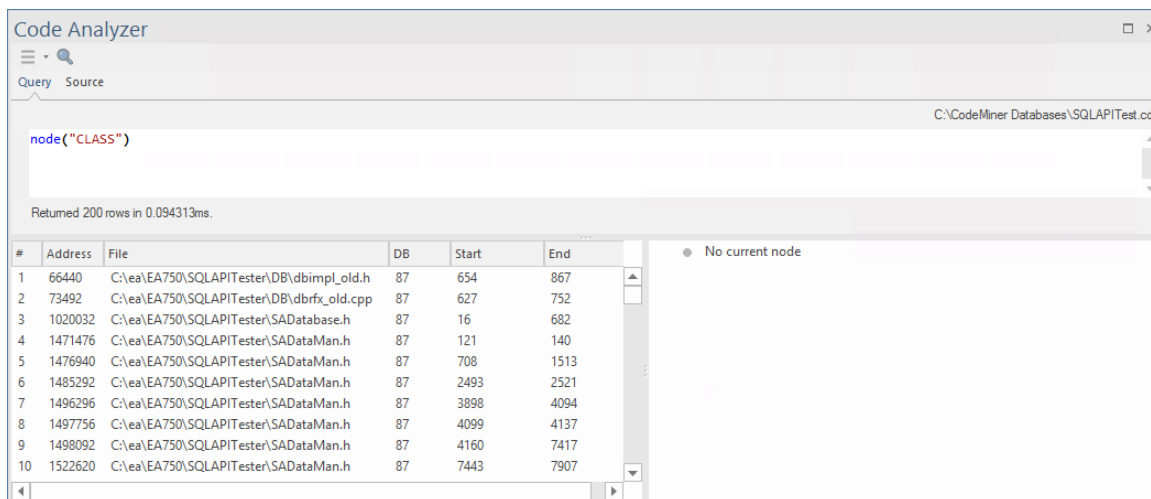 Code Analyzer
Query Source
C:\CodeMiner Databases\SQLAPITest.co
node("CLASS")
Returned 200 rows in 0.094313ms.
# Address File DB Start End
No current node
1 66440 C:\ea\EA750\SQLAPITester\DB\dbimpl_old.h 87 654 867
2 73492 C:\ea\EA750\SQLAPITester\DB\dbrfx_old.cpp 87 627 752
3 1020032 C:\ea\EA750\SQLAPITester\SADatabase.h 87 16 682
4 1471476 C:\ea\EA750\SQLAPITester\SADataMan.h 87 121 140
5 1476940 C:\ea\EA750\SQLAPITester\SADataMan.h 87 708 1513
6 1485292 C:\ea\EA750\SQLAPITester\SADataMan.h 87 2493 2521
7 1496296 C:\ea\EA750\SQLAPITester\SADataMan.h 87 3898 4094
8 1497756 C:\ea\EA750\SQLAPITester\SADataMan.h 87 4099 4137
9 1498092 C:\ea\EA750\SQLAPITester\SADataMan.h 87 4160 7417
10 1522620 C:\ea\EA750\SQLAPITester\SADataMan.h 87 7443 7907